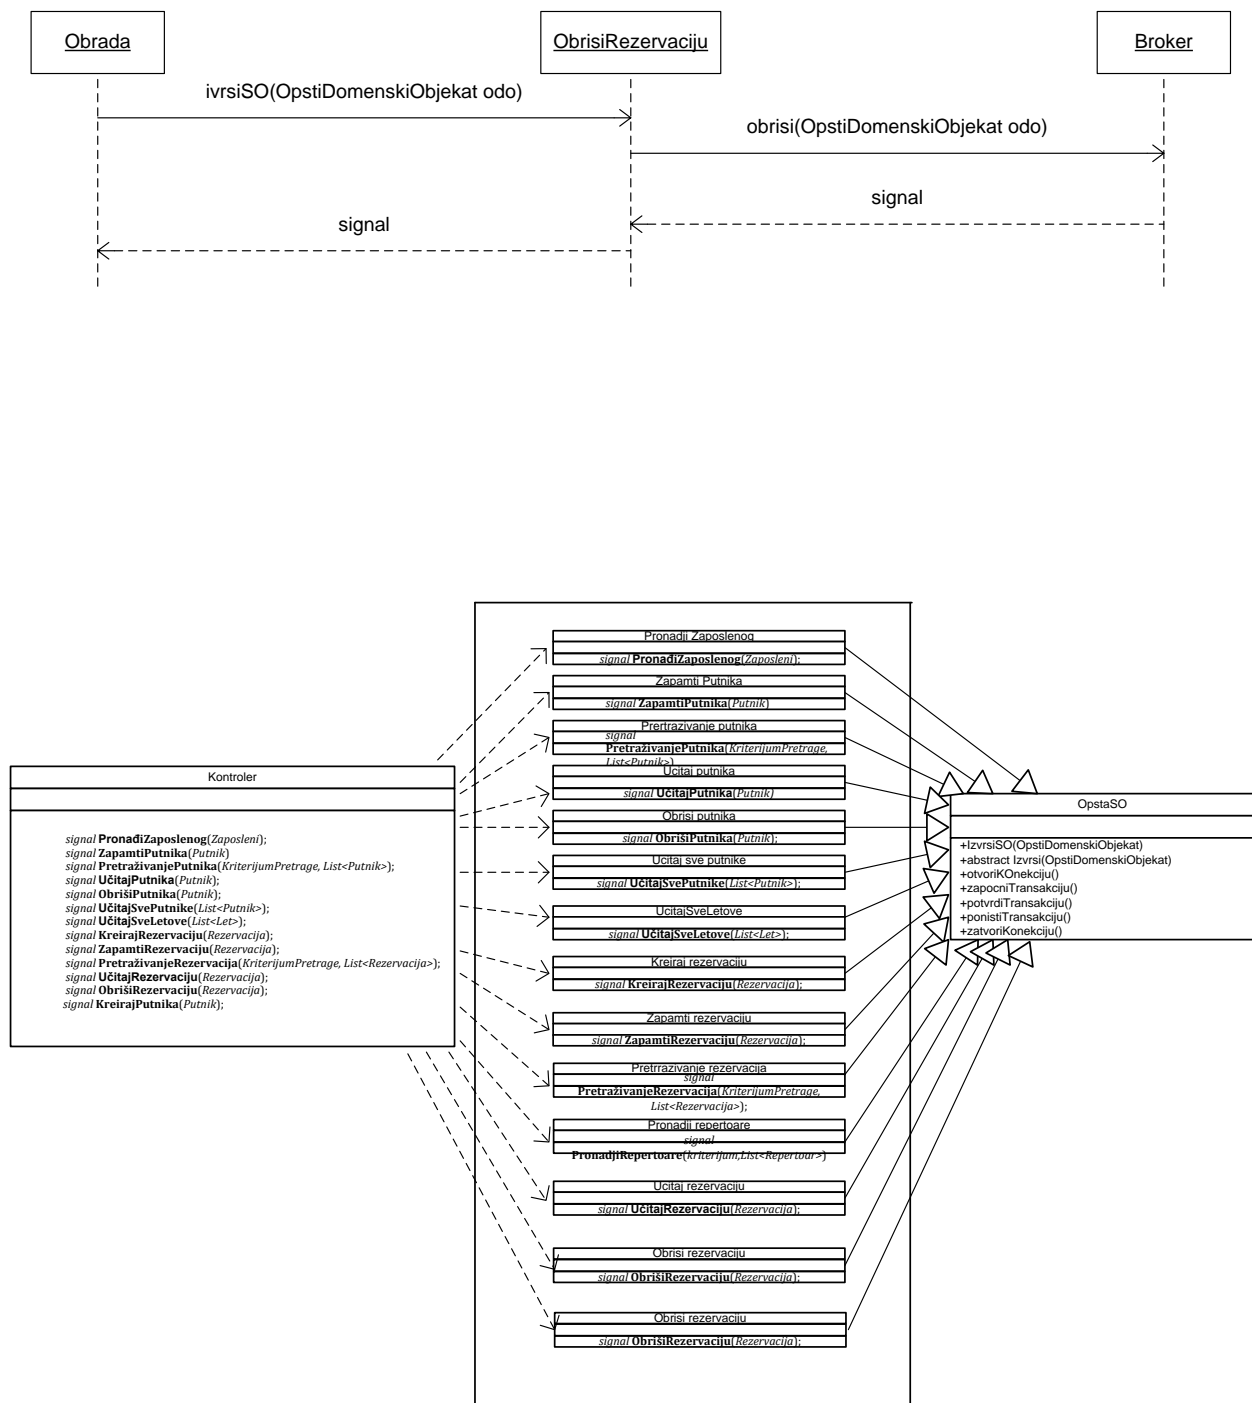 Obrada
ObrisiRezervaciju
Broker
ivrsiSO(OpstiDomenskiObjekat odo)
obrisi(OpstiDomenskiObjekat odo)
signal
signal
Kontroler
signal PronađiZaposlenog(Zaposleni);
signal ZapamtiPutnika(Putnik)
signal PretraživanjePutnika(KriterijumPretrage, List<Putnik>);
signal UčitajPutnika(Putnik);
signal ObrišiPutnika(Putnik);
signal UčitajSvePutnike(List<Putnik>);
signal UčitajSveLetove(List<Let>);
signal KreirajRezervaciju(Rezervacija);
signal ZapamtiRezervaciju(Rezervacija);
signal PretraživanjeRezervacija(KriterijumPretrage, List<Rezervacija>);
signal UčitajRezervaciju(Rezervacija);
signal ObrišiRezervaciju(Rezervacija);
signal KreirajPutnika(Putnik);
Pronadji Zaposlenog
signal PronađiZaposlenog(Zaposleni);
Zapamti Putnika
signal ZapamtiPutnika(Putnik)
Prertrazivanje putnika
signal
PretraživanjePutnika(KriterijumPretrage,
List<Putnik>)
Ucitaj putnika
signal UčitajPutnika(Putnik)
Obrisi putnika
signal ObrišiPutnika(Putnik);
Ucitaj sve putnike
signal UčitajSvePutnike(List<Putnik>);
UcitajSveLetove
signal UčitajSveLetove(List<Let>);
Kreiraj rezervaciju
signal KreirajRezervaciju(Rezervacija);
Zapamti rezervaciju
signal ZapamtiRezervaciju(Rezervacija);
Pretrrazivanje rezervacija
signal
PretraživanjeRezervacija(KriterijumPretrage,
List<Rezervacija>);
Pronadji repertoare
signal
PronadjiRepertoare(kriterijum,List<Repertoar>)
Ucitaj rezervaciju
signal UčitajRezervaciju(Rezervacija);
Obrisi rezervaciju
signal ObrišiRezervaciju(Rezervacija);
Obrisi rezervaciju
signal ObrišiRezervaciju(Rezervacija);
OpstaSO
+IzvrsiSO(OpstiDomenskiObjekat)
+abstract Izvrsi(OpstiDomenskiObjekat)
+otvoriKOnekciju()
+zapocniTransakciju()
+potvrdiTransakciju()
+ponistiTransakciju()
+zatvoriKonekciju()